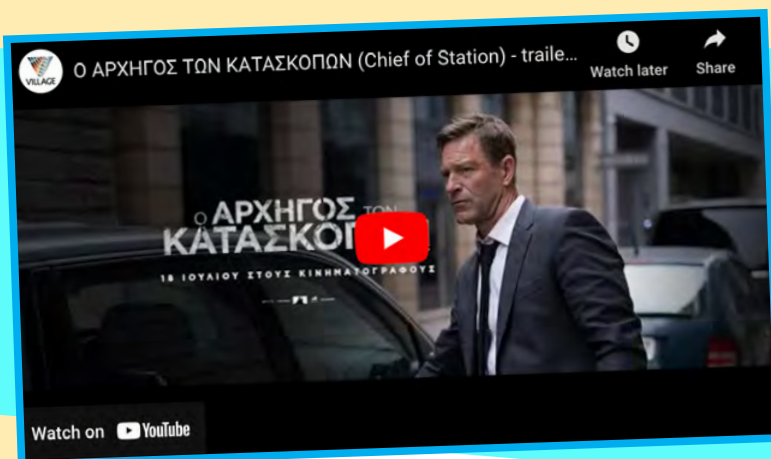 VILLAGE
Ο ΑΡΧΗΓΟΣ ΤΩΝ ΚΑΤΑΣΚΟΠΩΝ (Chief of Station) - traile...
Watch later
Share
Ο ΑΡΧΗΓΟΣ ΤΩΝ
18 ΙΟΥΛΙΟΥ ΣΤΟΥΣ ΚΙΝΗΜΑΤΟΓΡΑΦΟΥΣ
Watch on YouTube